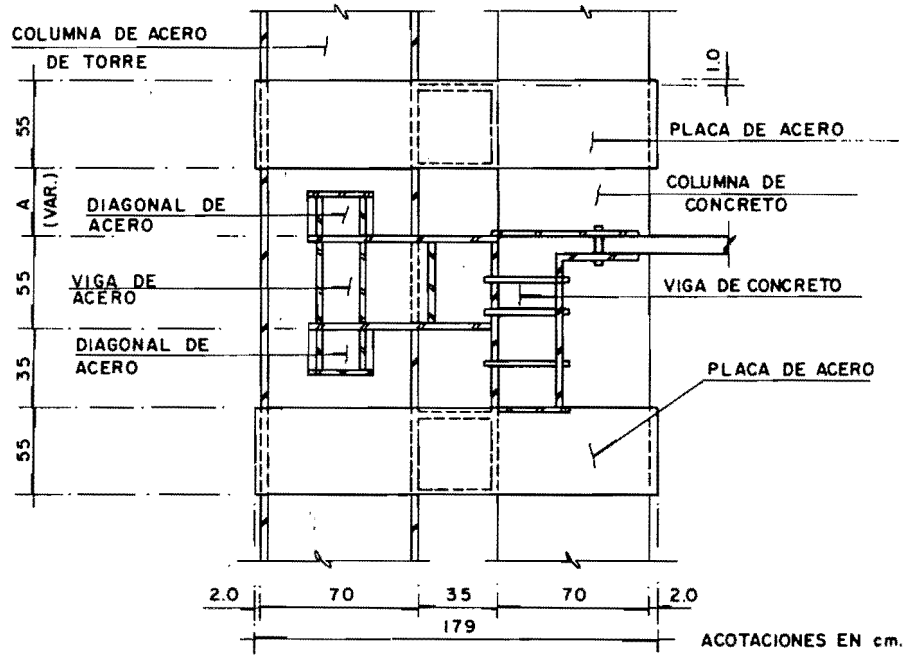 COLUMNA DE ACERO
DE TORRE
1.0
55
PLACA DE ACERO
A
(VAR.)
COLUMNA DE
CONCRETO
DIAGONAL DE
ACERO
55
VIGA DE
ACERO
VIGA DE CONCRETO
DIAGONAL DE
ACERO
35
PLACA DE ACERO
55
2.0
70
35
70
2.0
179
ACOTACIONES EN cm.